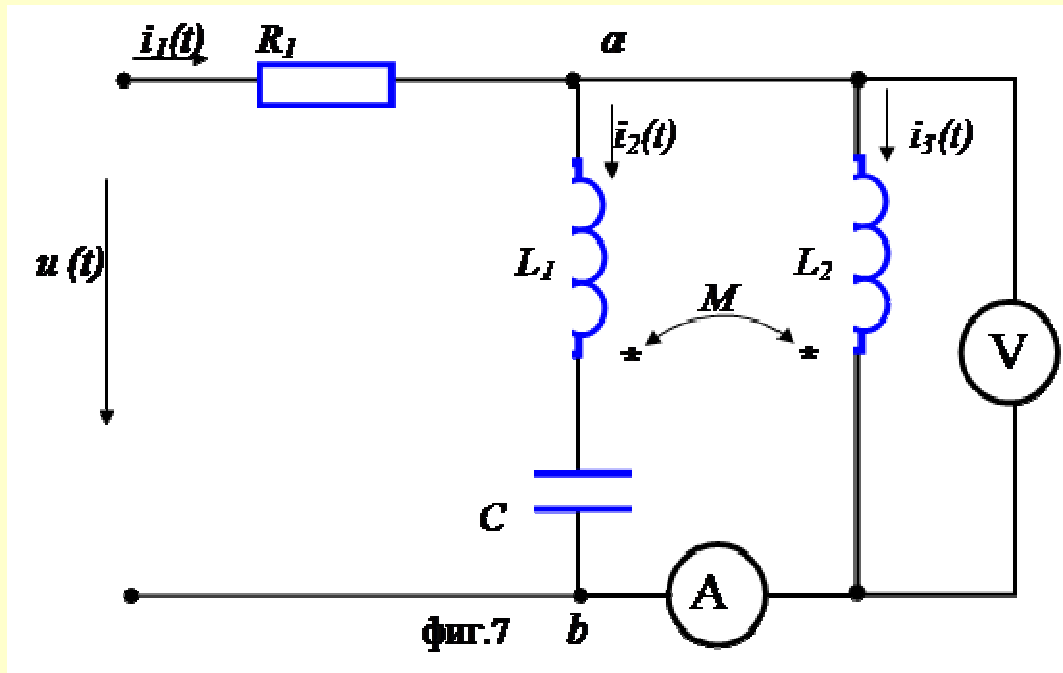 i₁(t) R₁ a
i₂(t) i₃(t)
u (t) L₁ M L₂
* *
V
C
A
фиг.7 b